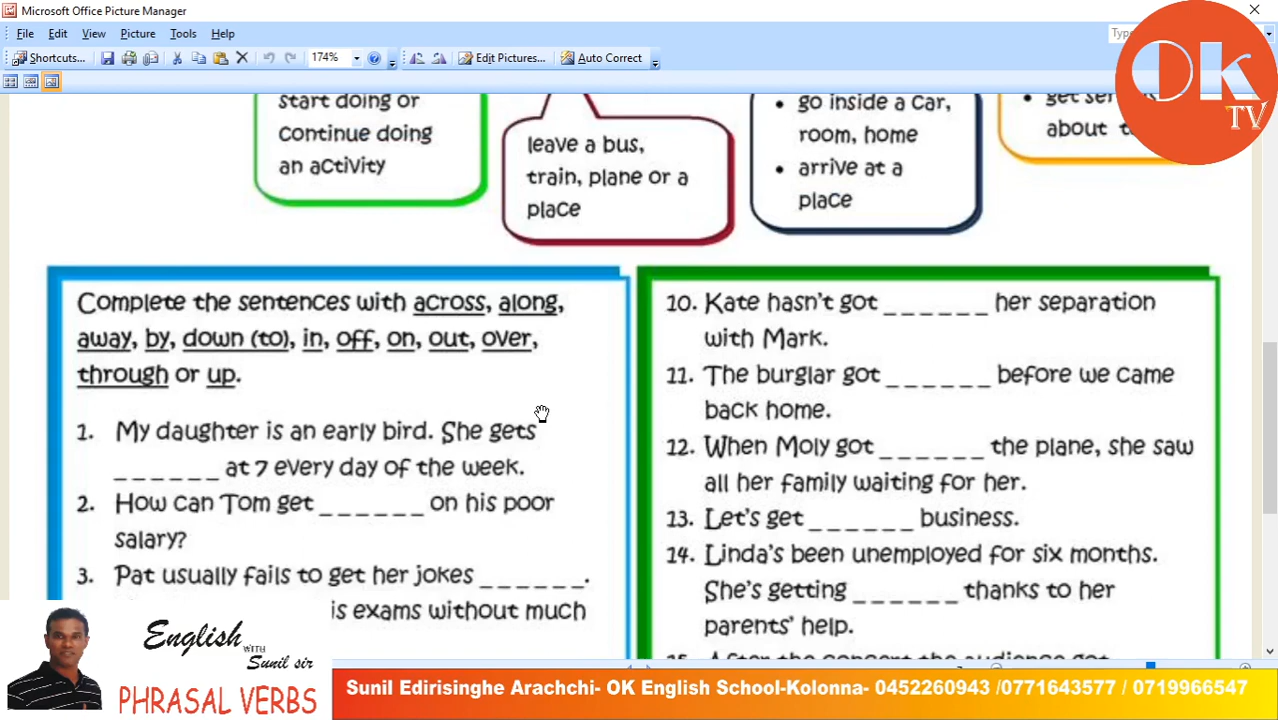 Microsoft Office Picture Manager
File Edit View Picture Tools Help
Shortcuts... 174% Edit Pictures... Auto Correct
OK
TV
start doing or
continue doing
an activity
leave a bus,
train, plane or a
place
• go inside a car,
room, home
• arrive at a
place
about
Complete the sentences with across, along,
away, by, down (to), in, off, on, out, over,
through or up.
1. My daughter is an early bird. She gets
______ at 7 every day of the week.
2. How can Tom get ______ on his poor
salary?
3. Pat usually fails to get her jokes ______.
is exams without much
10. Kate hasn't got ______ her separation
with Mark.
11. The burglar got ______ before we came
back home.
12. When Moly got ______ the plane, she saw
all her family waiting for her.
13. Let's get ______ business.
14. Linda's been unemployed for six months.
She's getting ______ thanks to her
parents' help.
15. After the concert the audience got
English WITH
Sunil sir
PHRASAL VERBS
Sunil Edirisinghe Arachchi- OK English School-Kolonna- 0452260943 /0771643577 / 0719966547